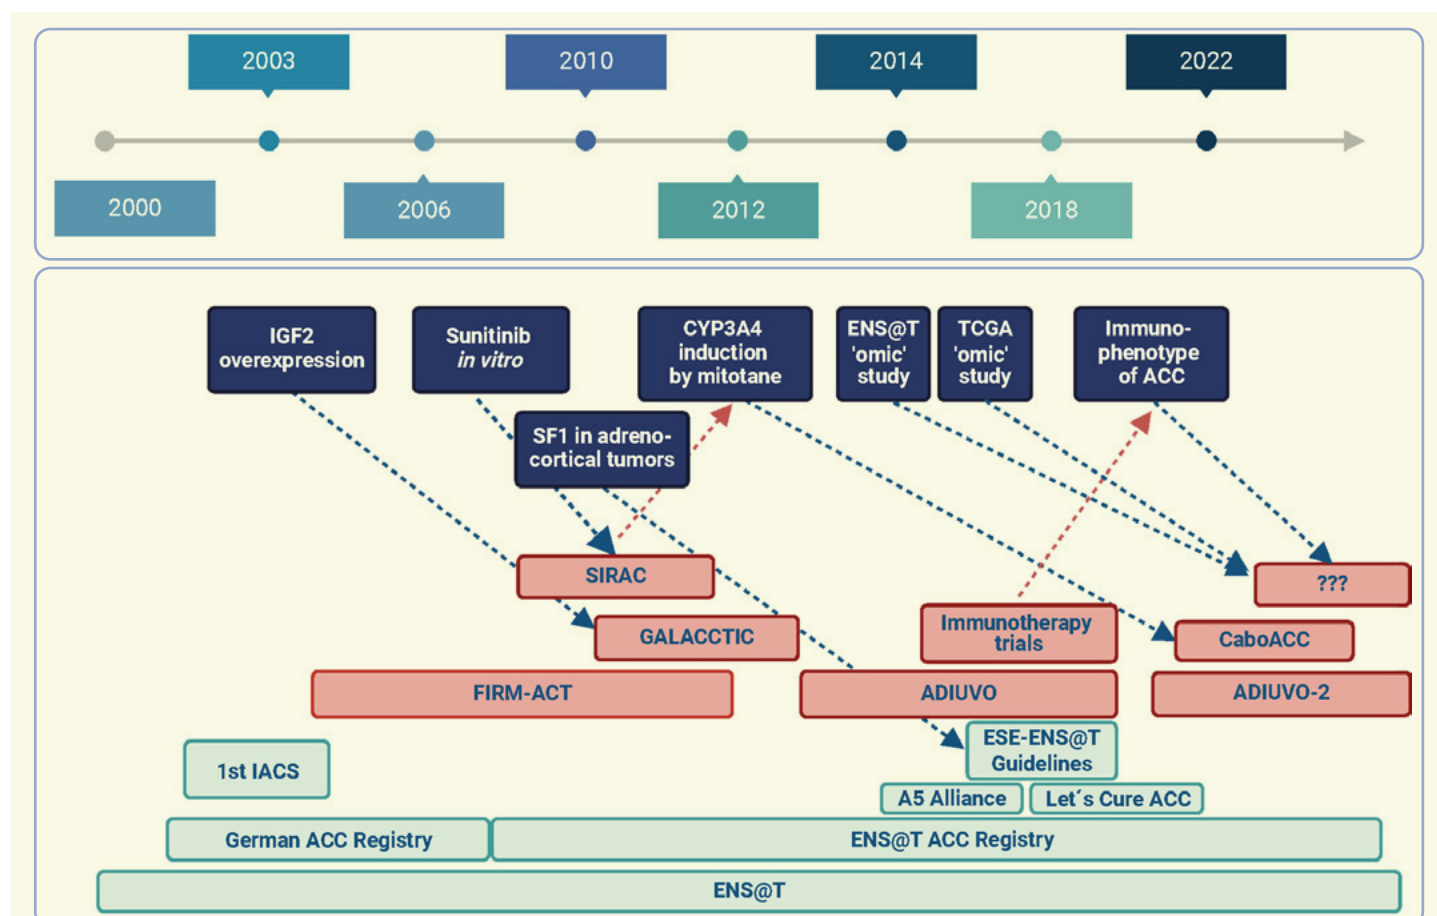 2003
2010
2014
2022
2000
2006
2012
2018
IGF2
overexpression
Sunitinib
in vitro
CYP3A4
induction
by mitotane
ENS@T
'omic'
study
TCGA
'omic'
study
Immuno-
phenotype
of ACC
SF1 in adreno-
cortical tumors
SIRAC
???
GALACCTIC
Immunotherapy
trials
CaboACC
FIRM-ACT
ADIUVO
ADIUVO-2
1st IACS
ESE-ENS@T
Guidelines
A5 Alliance
Let´s Cure ACC
German ACC Registry
ENS@T ACC Registry
ENS@T